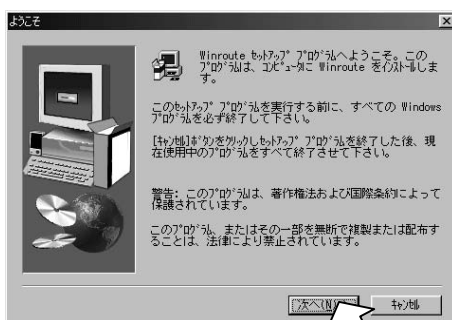 ようこそ
Winroute ｾｯﾄｱｯﾌﾟ ﾌﾟﾛｸﾞﾗﾑへようこそ。この
ﾌﾟﾛｸﾞﾗﾑは、ｺﾝﾋﾟｭｰﾀに Winroute をｲﾝｽﾄｰﾙしま
す。
このｾｯﾄｱｯﾌﾟ ﾌﾟﾛｸﾞﾗﾑを実行する前に、すべての Windows
ﾌﾟﾛｸﾞﾗﾑを必ず終了して下さい。
[ｷｬﾝｾﾙ]ﾎﾞﾀﾝをｸﾘｯｸしｾｯﾄｱｯﾌﾟ ﾌﾟﾛｸﾞﾗﾑを終了した後、現
在使用中のﾌﾟﾛｸﾞﾗﾑをすべて終了させて下さい。
警告: このﾌﾟﾛｸﾞﾗﾑは、著作権法および国際条約によって
保護されています。
このﾌﾟﾛｸﾞﾗﾑ、またはその一部を無断で複製または配布す
ることは、法律により禁止されています。
次へ(N) ｷｬﾝｾﾙ